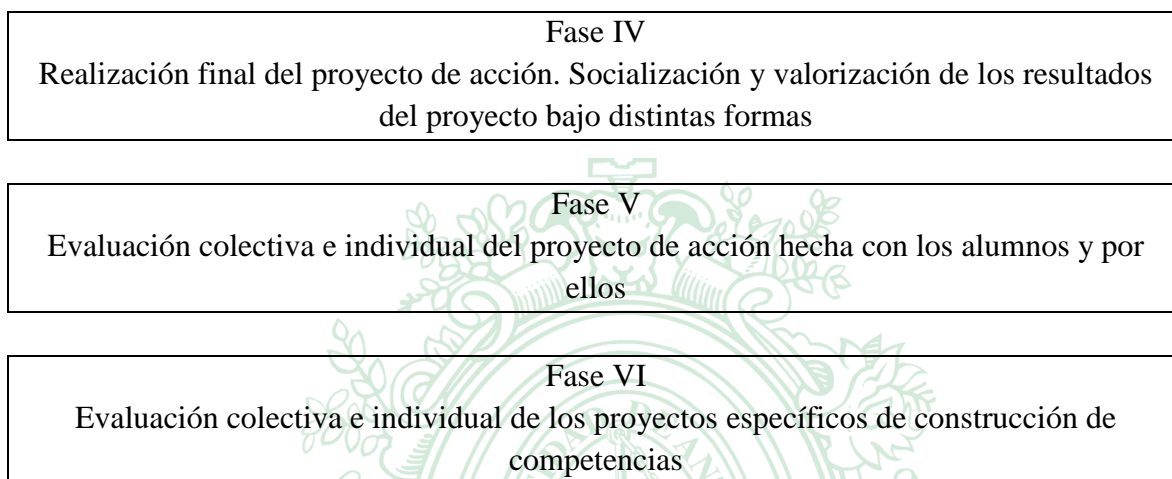 Fase IV
Realización final del proyecto de acción. Socialización y valorización de los resultados
del proyecto bajo distintas formas
Fase V
Evaluación colectiva e individual del proyecto de acción hecha con los alumnos y por
ellos
Fase VI
Evaluación colectiva e individual de los proyectos específicos de construcción de
competencias